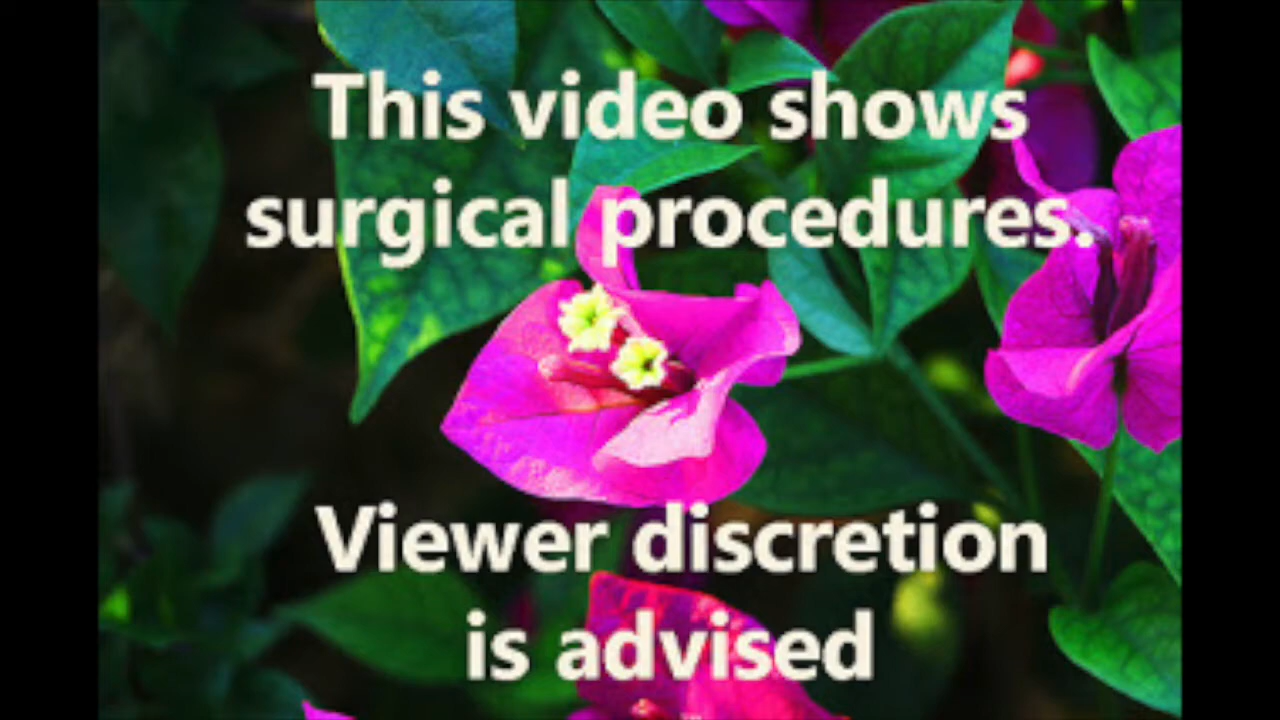 This video shows
surgical procedures.
Viewer discretion
is advised